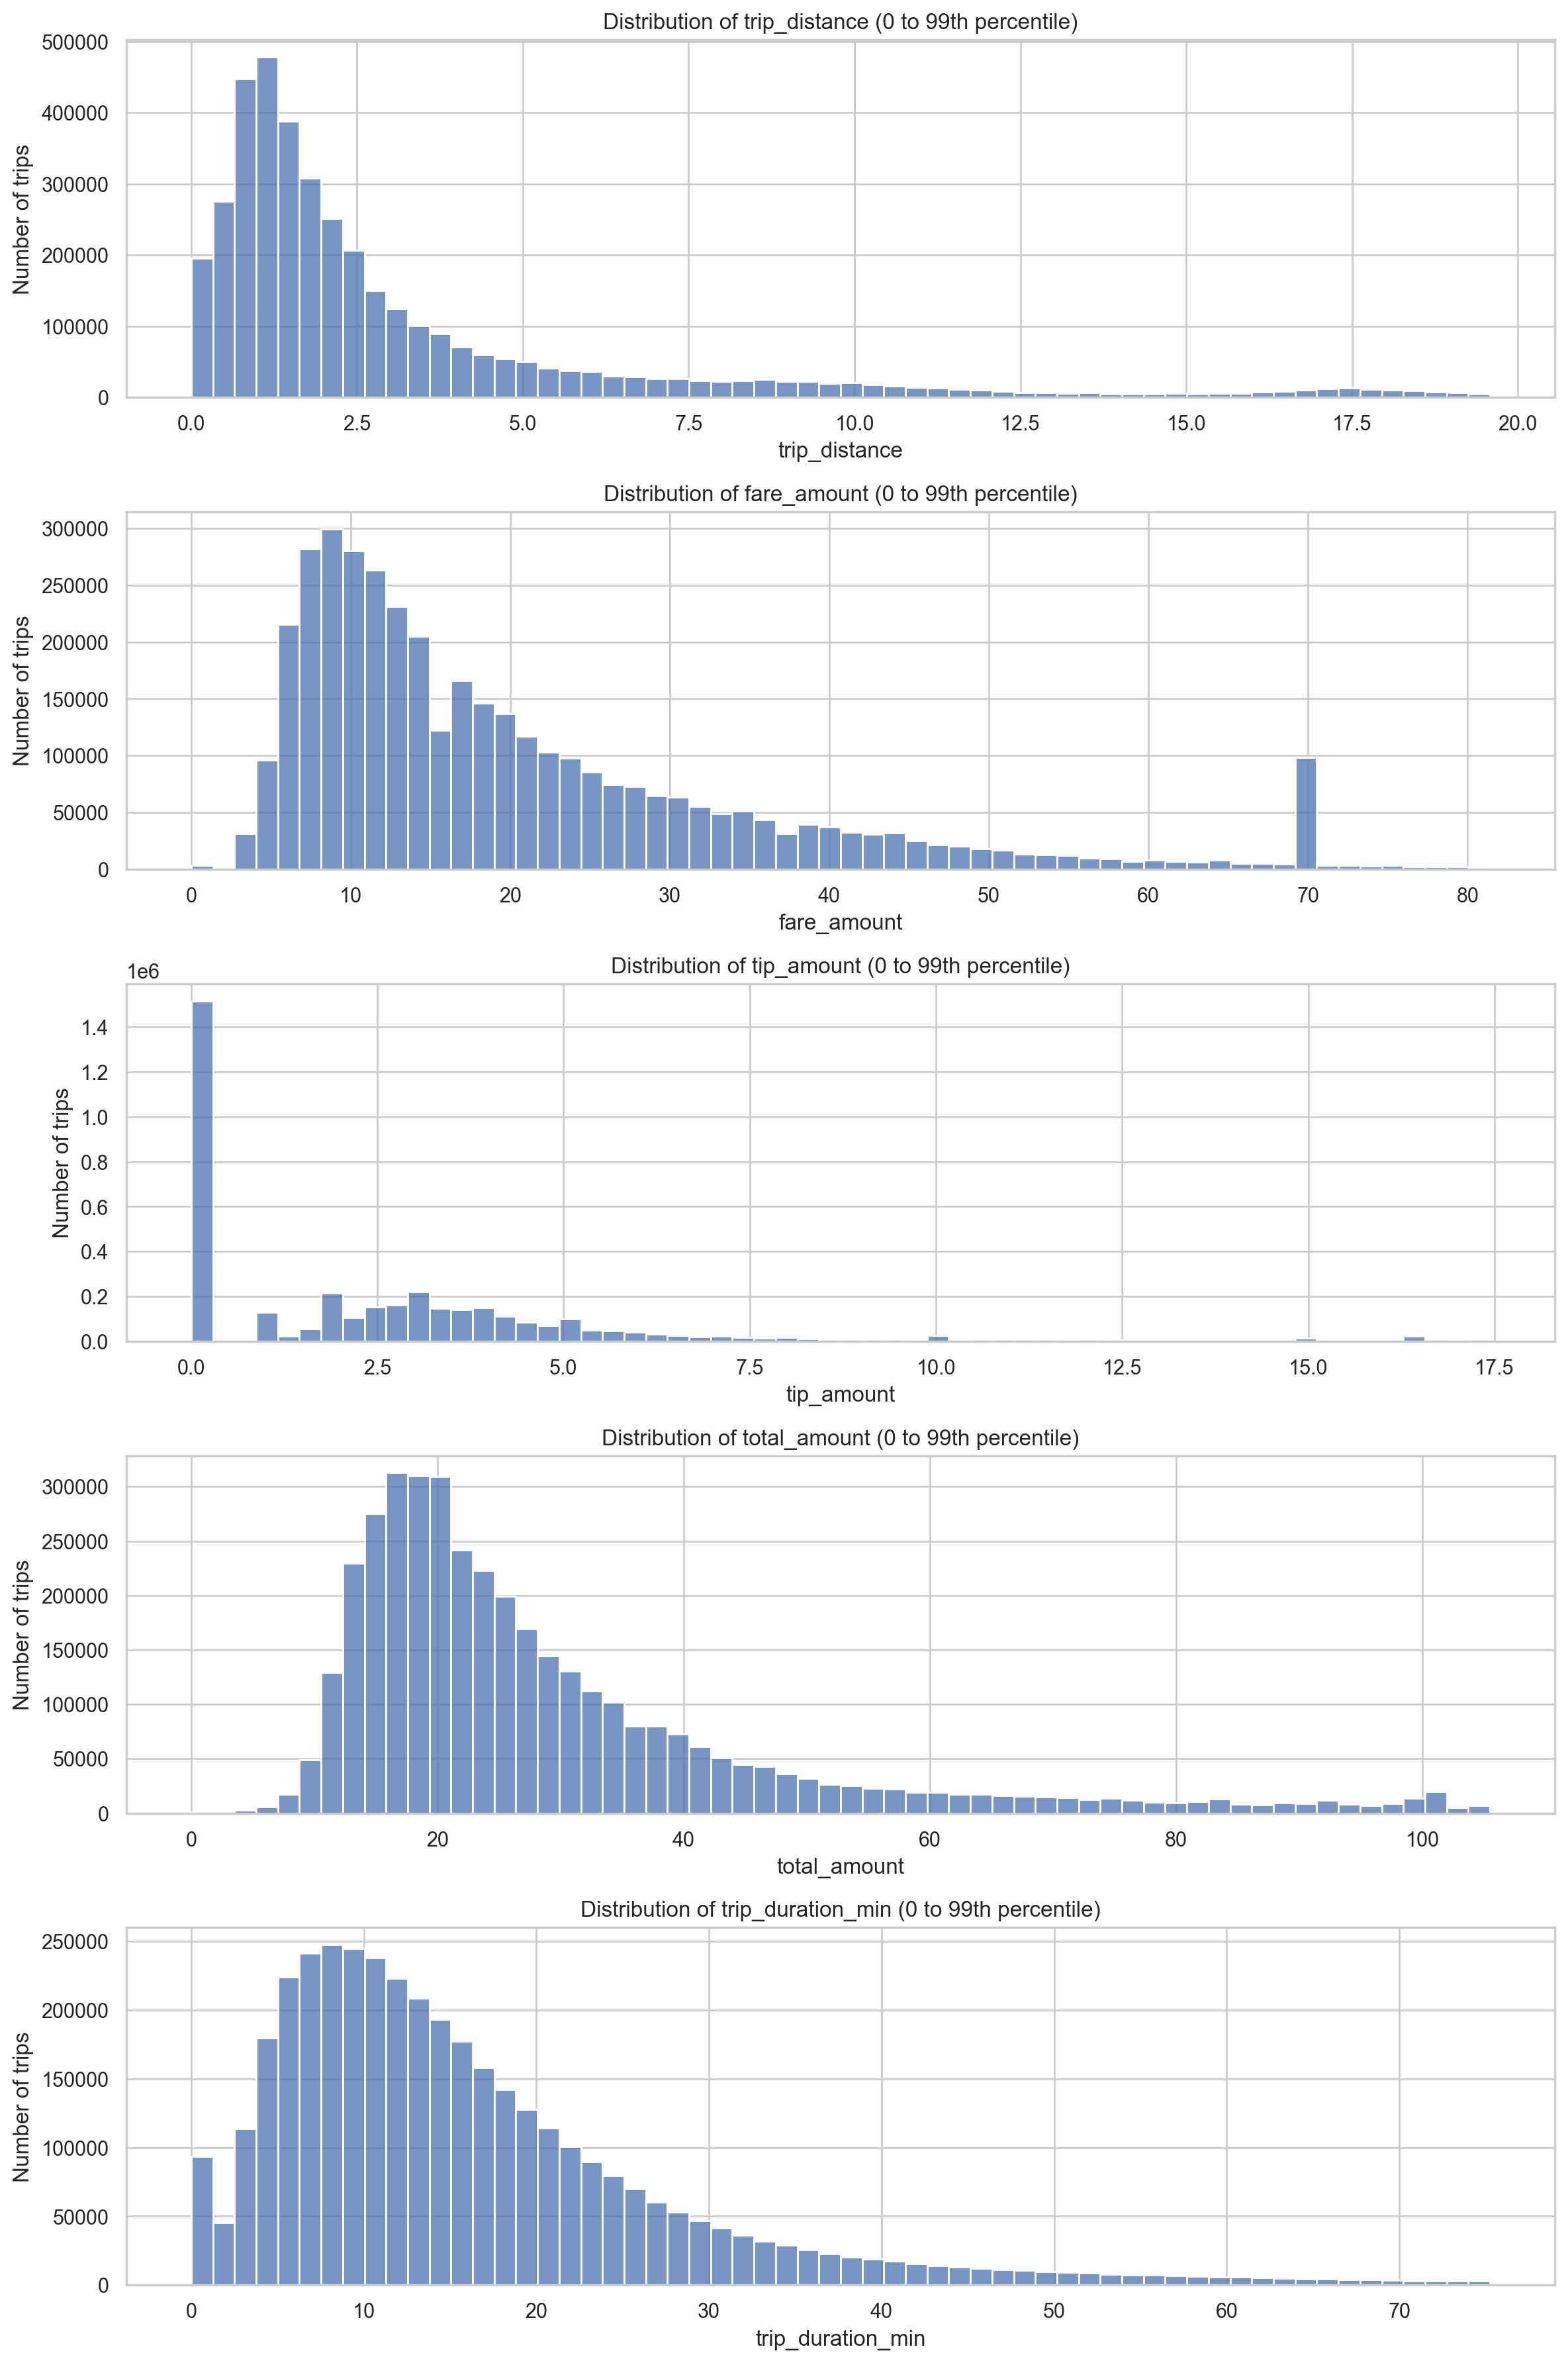 Distribution of trip_distance (0 to 99th percentile)
500000
400000
300000
200000
100000
0
Number of trips
0.0 2.5 5.0 7.5 10.0 12.5 15.0 17.5 20.0
trip_distance
Distribution of fare_amount (0 to 99th percentile)
300000
250000
200000
150000
100000
50000
0
Number of trips
0 10 20 30 40 50 60 70 80
fare_amount
Distribution of tip_amount (0 to 99th percentile)
1e6
1.4
1.2
1.0
0.8
0.6
0.4
0.2
0.0
Number of trips
0.0 2.5 5.0 7.5 10.0 12.5 15.0 17.5
tip_amount
Distribution of total_amount (0 to 99th percentile)
300000
250000
200000
150000
100000
50000
0
Number of trips
0 20 40 60 80 100
total_amount
Distribution of trip_duration_min (0 to 99th percentile)
250000
200000
150000
100000
50000
0
Number of trips
0 10 20 30 40 50 60 70
trip_duration_min